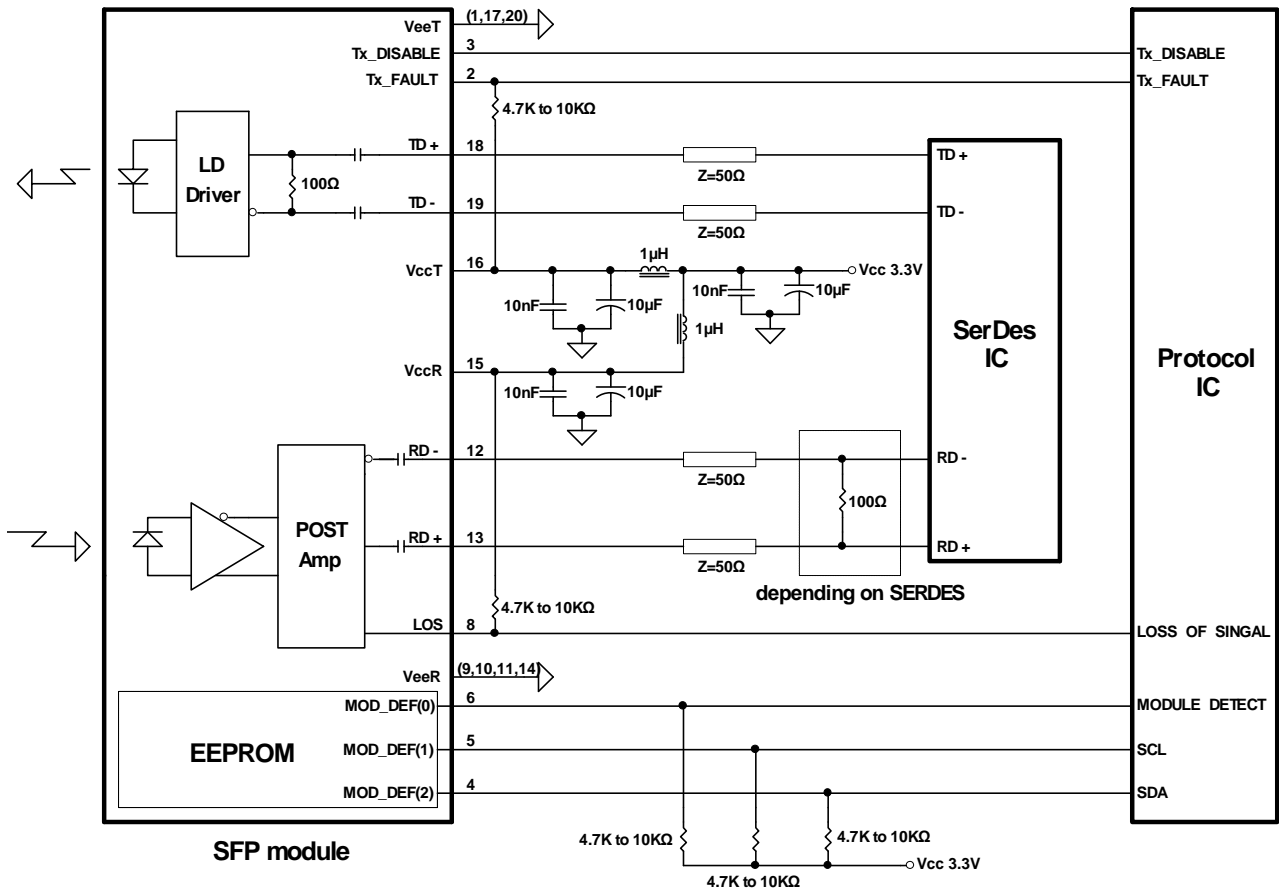 VeeT (1,17,20)
Tx_DISABLE 3 Tx_DISABLE
Tx_FAULT 2 Tx_FAULT
4.7K to 10KΩ
LD
Driver
100Ω
TD + 18 Z=50Ω TD +
TD - 19 Z=50Ω TD -
1µH
VccT 16 Vcc 3.3V
10nF 10µF 10nF 10µF
1µH
SerDes
IC
Protocol
IC
VccR 15
10nF 10µF
RD - 12 Z=50Ω RD -
100Ω
POST
Amp
RD + 13 Z=50Ω RD +
depending on SERDES
4.7K to 10KΩ
LOS 8 LOSS OF SINGAL
VeeR (9,10,11,14)
MOD_DEF(0) 6 MODULE DETECT
EEPROM
MOD_DEF(1) 5 SCL
MOD_DEF(2) 4 SDA
4.7K to 10KΩ 4.7K to 10KΩ
SFP module
Vcc 3.3V
4.7K to 10KΩ